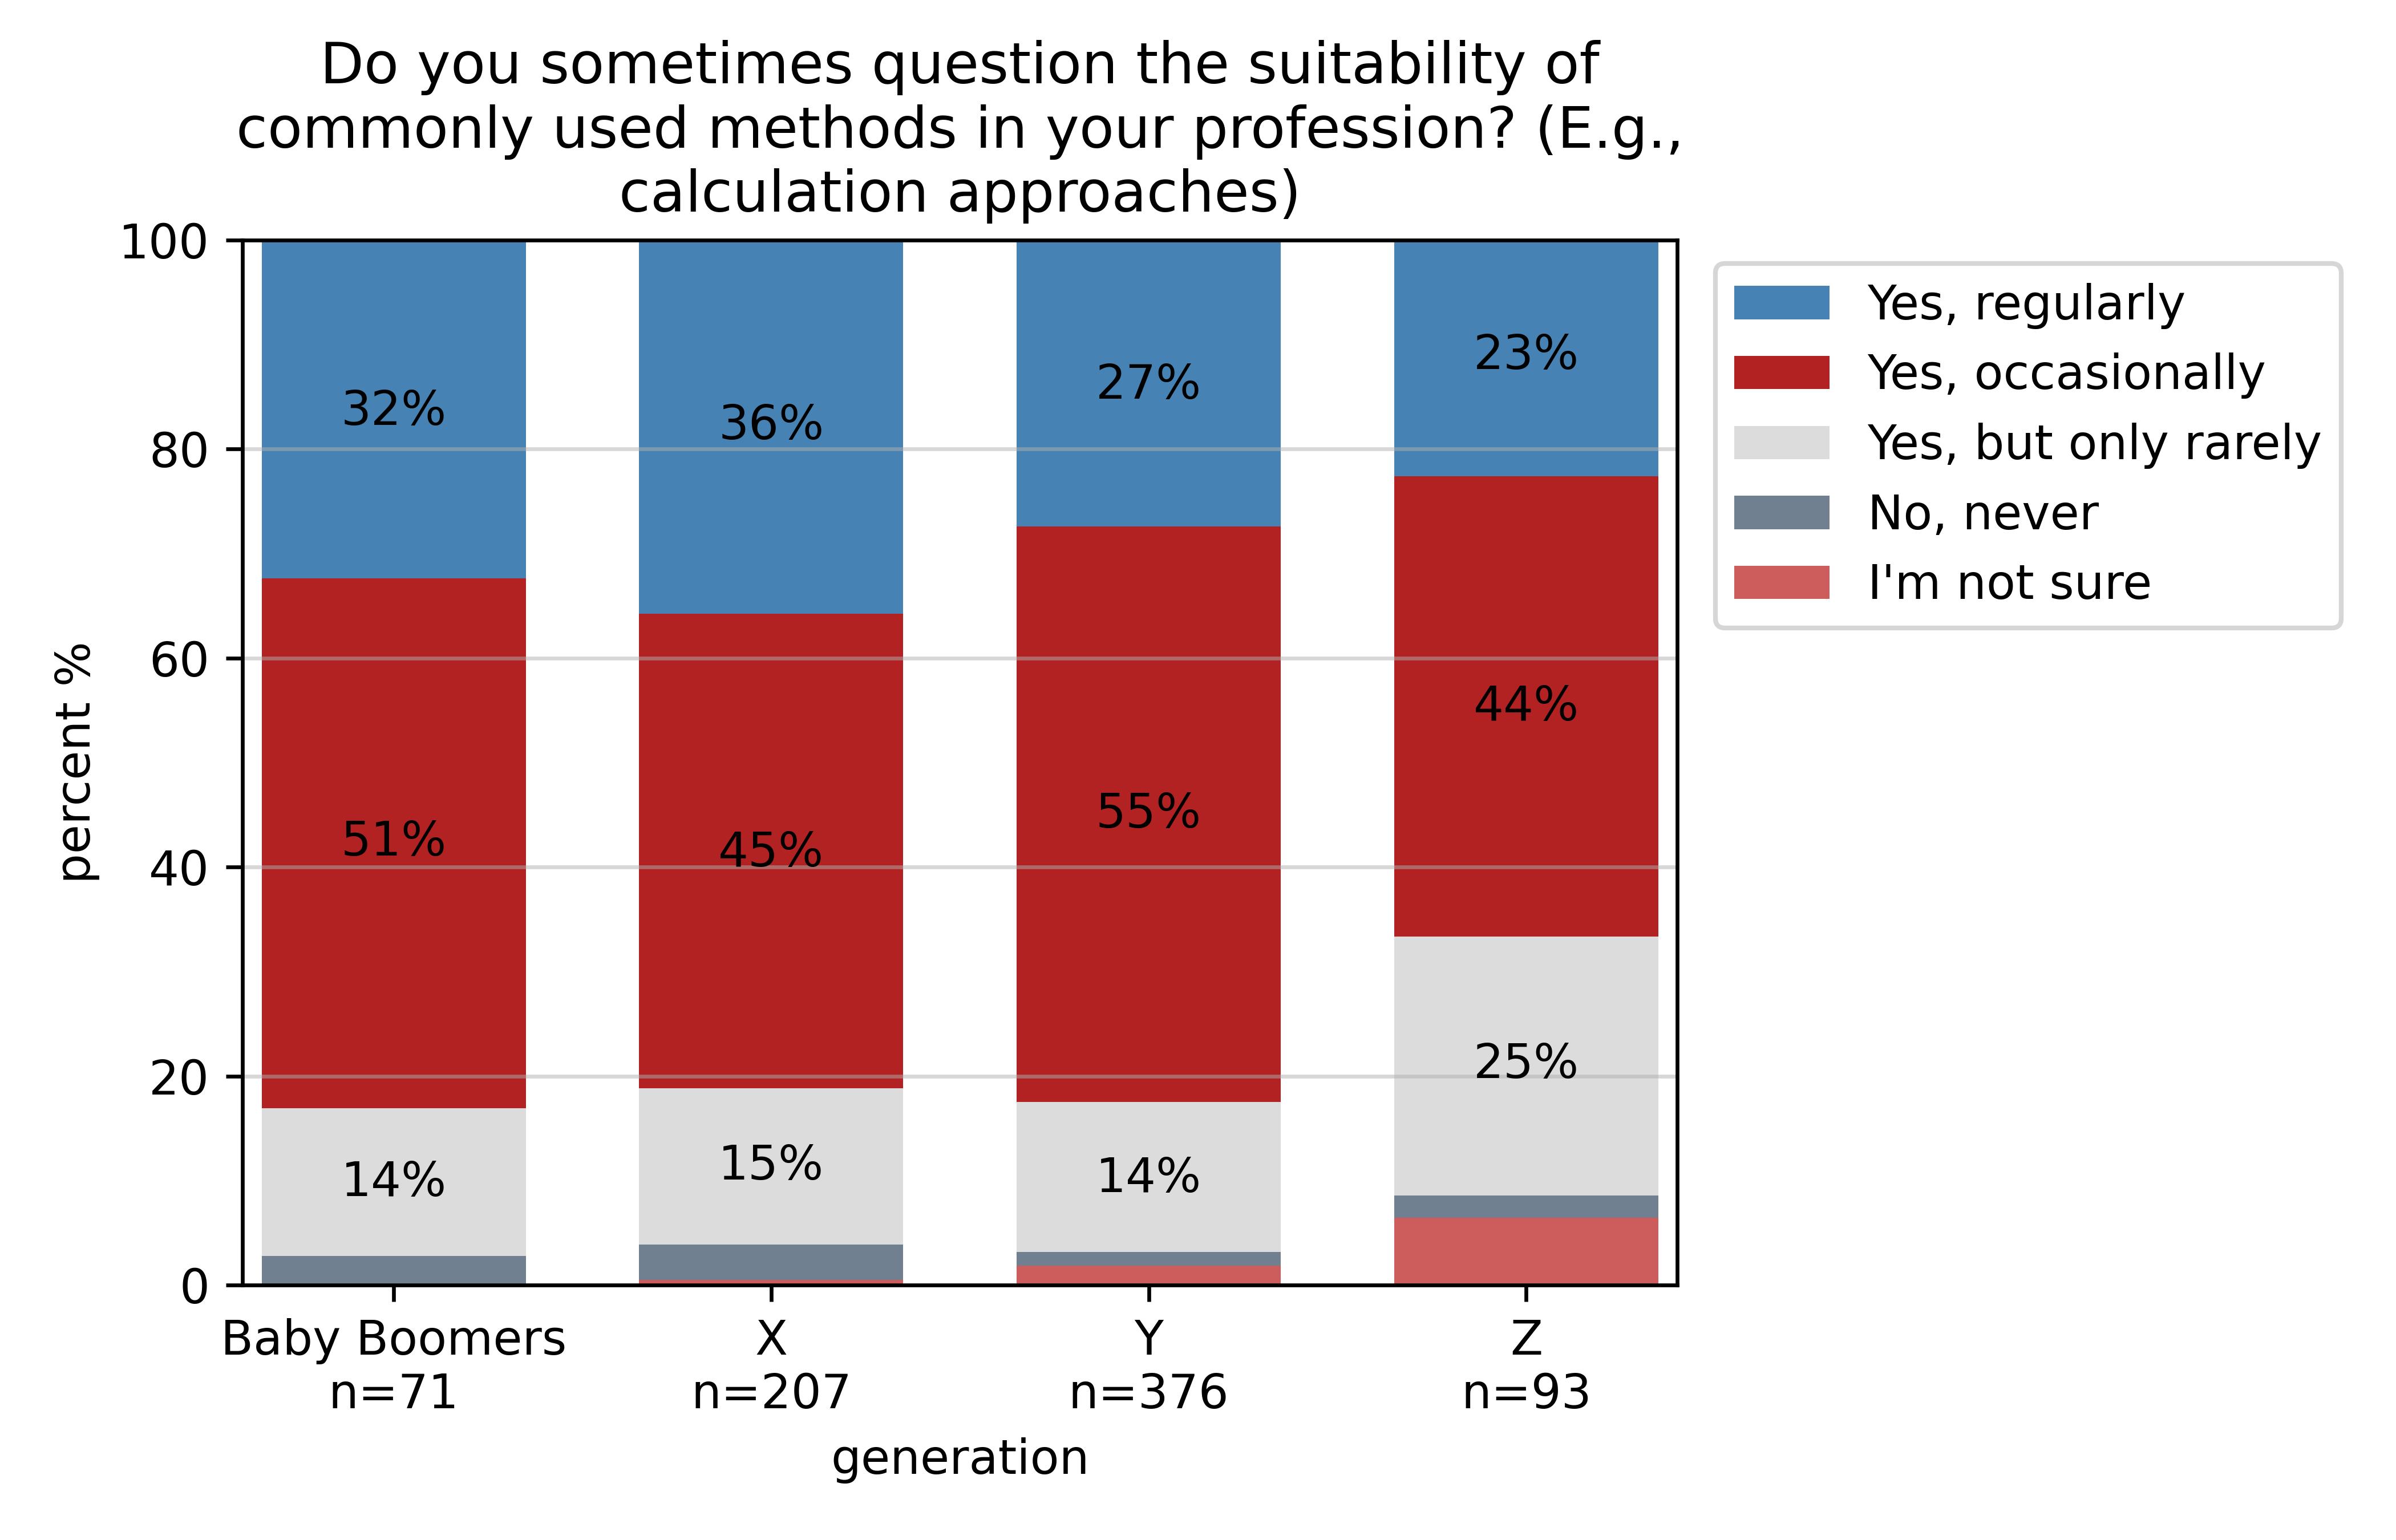 Do you sometimes question the suitability of
commonly used methods in your profession? (E.g.,
calculation approaches)
100
80
60
40
20
0
percent %
32%
36%
27%
23%
51%
45%
55%
44%
14%
15%
14%
25%
Yes, regularly
Yes, occasionally
Yes, but only rarely
No, never
I'm not sure
Baby Boomers
n=71
X
n=207
Y
n=376
Z
n=93
generation